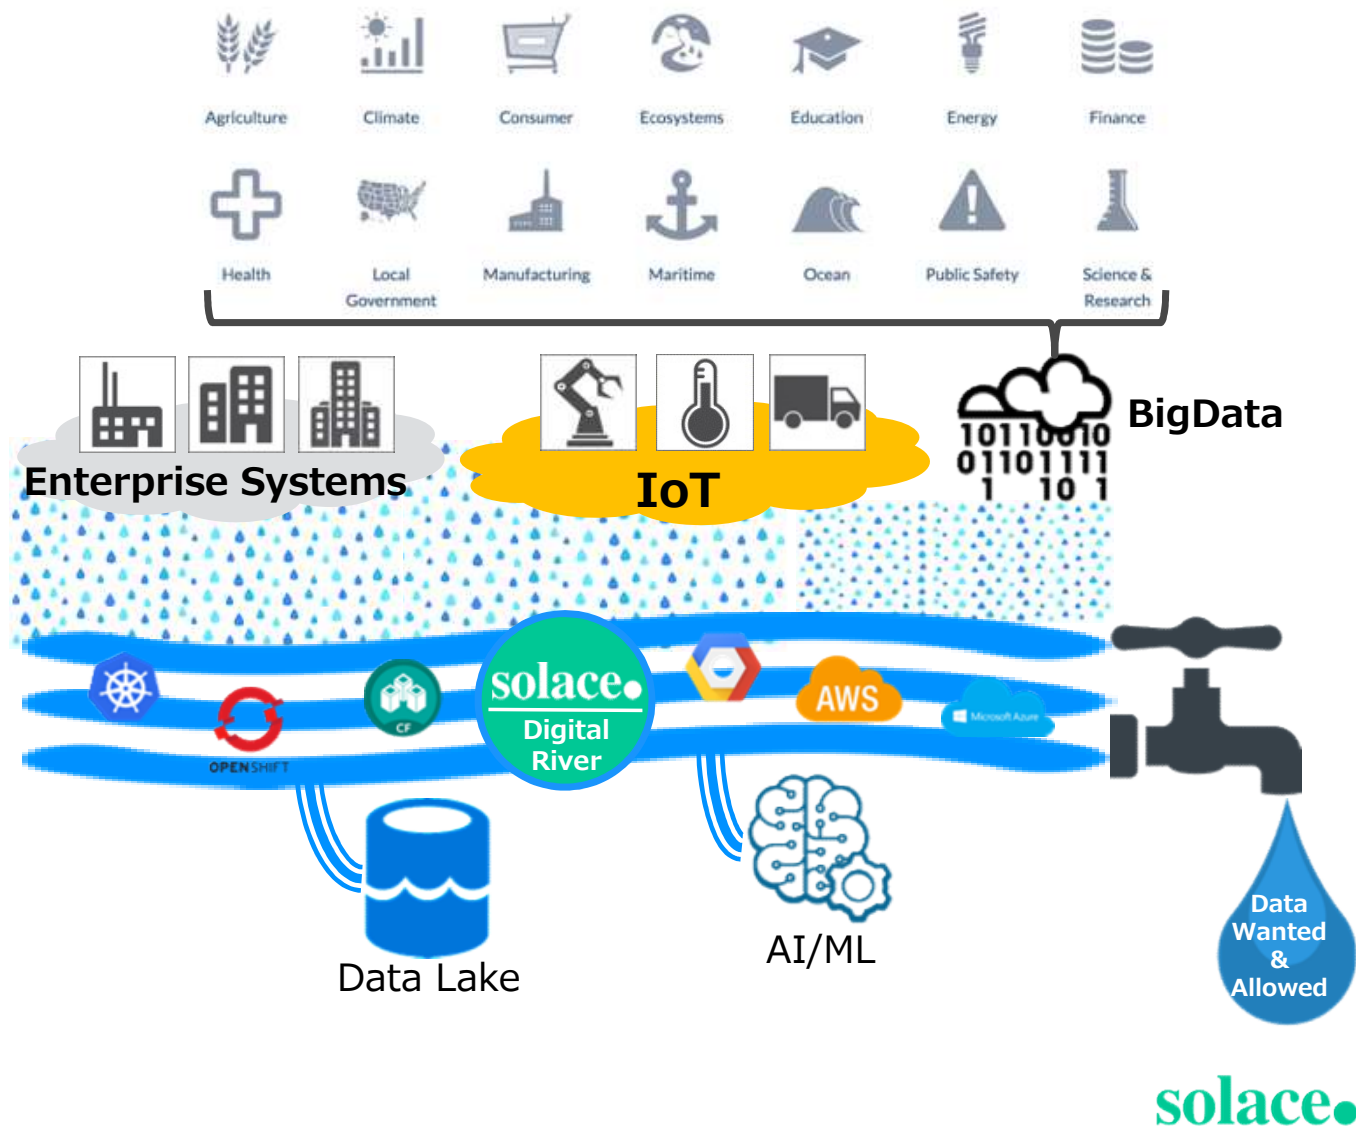 Agriculture
Climate
Consumer
Ecosystems
Education
Energy
Finance
Health
Local
Government
Manufacturing
Maritime
Ocean
Public Safety
Science &
Research
Enterprise Systems
IoT
BigData
10110010
01101111
1 10 1
OPENSHIFT
CF
solace.
Digital
River
AWS
Microsoft Azure
Data Lake
AI/ML
Data
Wanted
&
Allowed
solace.